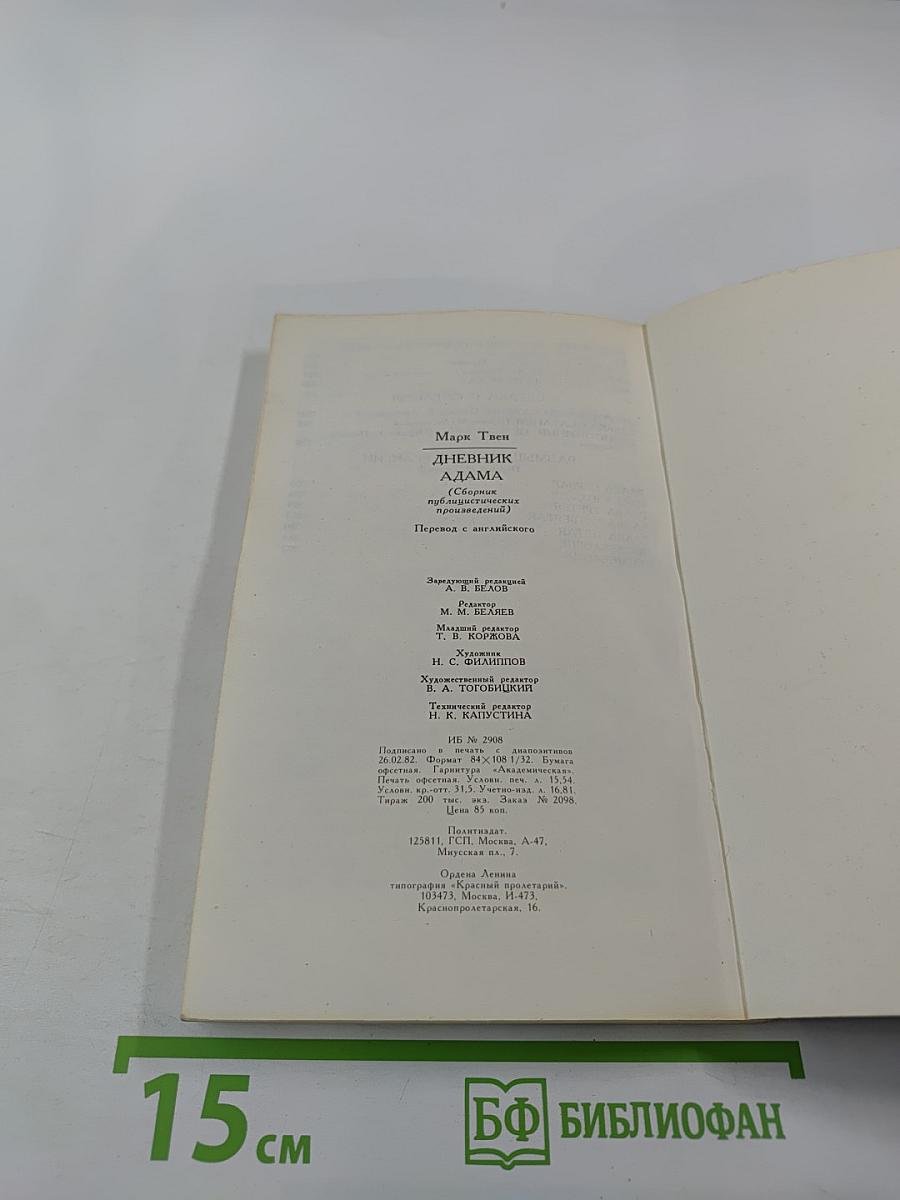 Марк Твен
ДНЕВНИК
АДАМА
(Сборник
публицистических
произведений)
Перевод с английского
Заведующий редакцией
А. В. БЕЛОВ
Редактор
М. М. БЕЛЯЕВ
Младший редактор
Т. В. КОРЖОВА
Художник
Н. С. ФИЛИППОВ
Художественный редактор
В. А. ТОГОБИЦКИЙ
Технический редактор
Н. К. КАПУСТИНА
ИБ № 2908
Подписано в печать с диапозитивов
26.02.82. Формат 84×108 1/32. Бумага
офсетная. Гарнитура «Академическая».
Печать офсетная. Условн. печ. л. 15,54.
Условн. кр.-отт. 31,5. Учетно-изд. л. 16,81.
Тираж 200 тыс. экз. Заказ № 2098.
Цена 85 коп.
Политиздат.
125811, ГСП, Москва, А-47,
Миусская пл., 7.
Ордена Ленина
типография «Красный пролетарий».
103473, Москва, И-473,
Краснопролетарская, 16.
15 см
БФ БИБЛИОФАН